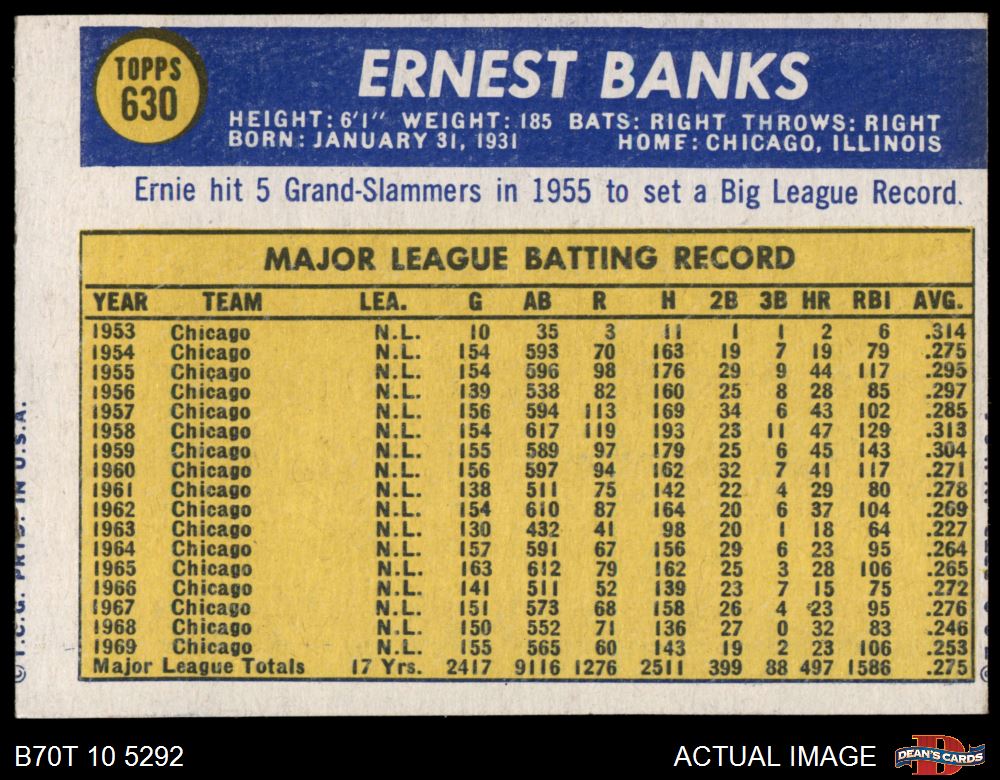 TOPPS
630
ERNEST BANKS
HEIGHT: 6'1" WEIGHT: 185 BATS: RIGHT THROWS: RIGHT
BORN: JANUARY 31, 1931 HOME: CHICAGO, ILLINOIS
Ernie hit 5 Grand-Slammers in 1955 to set a Big League Record.
MAJOR LEAGUE BATTING RECORD
YEAR TEAM LEA. G AB R H 2B 3B HR RBI AVG.
1953 Chicago N.L. 10 35 3 11 1 1 2 6 .314
1954 Chicago N.L. 154 593 70 163 19 7 19 79 .275
1955 Chicago N.L. 154 596 98 176 29 9 44 117 .295
1956 Chicago N.L. 139 538 82 160 25 8 28 85 .297
1957 Chicago N.L. 156 594 113 169 34 6 43 102 .285
1958 Chicago N.L. 154 617 119 193 23 11 47 129 .313
1959 Chicago N.L. 155 589 97 179 25 6 45 143 .304
1960 Chicago N.L. 156 597 94 162 32 7 41 117 .271
1961 Chicago N.L. 138 511 75 142 22 4 29 80 .278
1962 Chicago N.L. 154 610 87 164 20 6 37 104 .269
1963 Chicago N.L. 130 432 41 98 20 1 18 64 .227
1964 Chicago N.L. 157 591 67 156 29 6 23 95 .264
1965 Chicago N.L. 163 612 79 162 25 3 28 106 .265
1966 Chicago N.L. 141 511 52 139 23 7 15 75 .272
1967 Chicago N.L. 151 573 68 158 26 4 23 95 .276
1968 Chicago N.L. 150 552 71 136 27 0 32 83 .246
1969 Chicago N.L. 155 565 60 143 19 2 23 106 .253
Major League Totals 17 Yrs. 2417 9116 1276 2511 399 88 497 1586 .275
© T.C.G. PRTD. IN U.S.A.
B70T 10 5292
ACTUAL IMAGE
D
DEAN'S CARDS